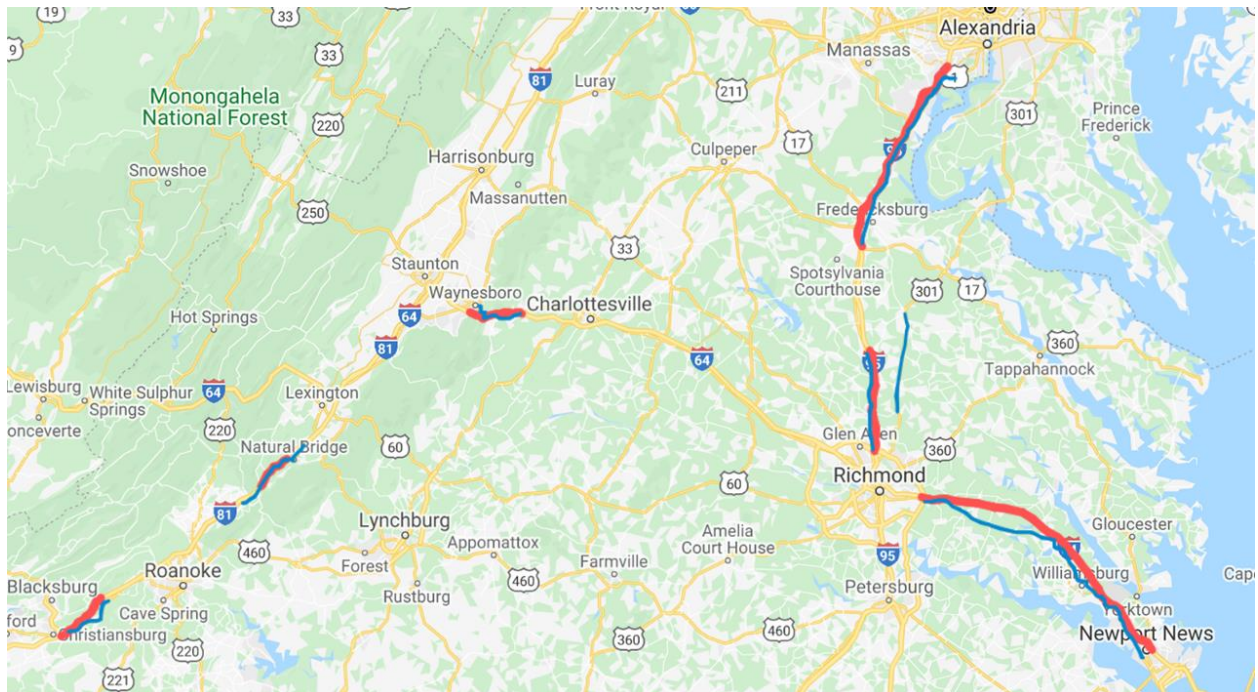 33
Front Royal
Alexandria
19
33
Manassas
81
Luray
211
1
Monongahela
National Forest
220
301
Prince
Frederick
Culpeper
17
Harrisonburg
Snowshoe
Massanutten
250
Fredericksburg
33
Staunton
Spotsylvania
Courthouse
301
17
Waynesboro
Charlottesville
64
Hot Springs
81
64
95
360
Tappahannock
Lewisburg
White Sulphur
Springs
64
Lexington
onceverte
220
Natural Bridge
60
Glen Allen
360
Richmond
60
81
Lynchburg
Gloucester
Amelia
Court House
460
Appomattox
95
Forest
Farmville
Williamsburg
Cape
Blacksburg
Roanoke
460
Petersburg
Rustburg
Yorktown
Cave Spring
ford
Christiansburg
220
360
460
Newport News
221